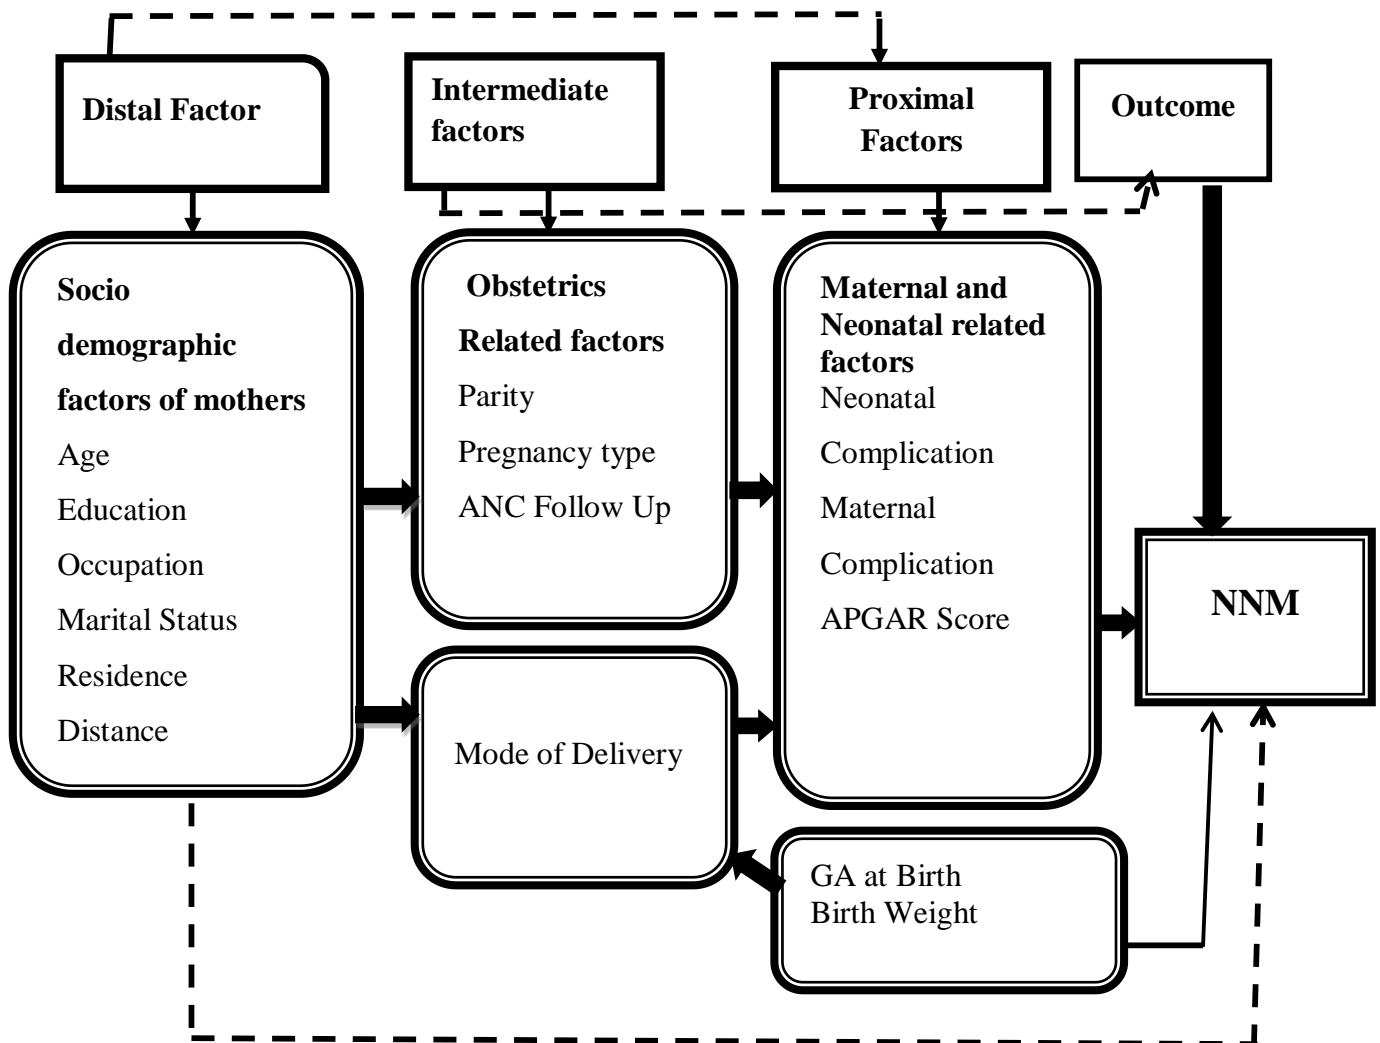 Distal Factor
Intermediate
factors
Proximal
Factors
Outcome
Socio
demographic
factors of mothers
Age
Education
Occupation
Marital Status
Residence
Distance
Obstetrics
Related factors
Parity
Pregnancy type
ANC Follow Up
Mode of Delivery
Maternal and
Neonatal related
factors
Neonatal
Complication
Maternal
Complication
APGAR Score
GA at Birth
Birth Weight
NNM